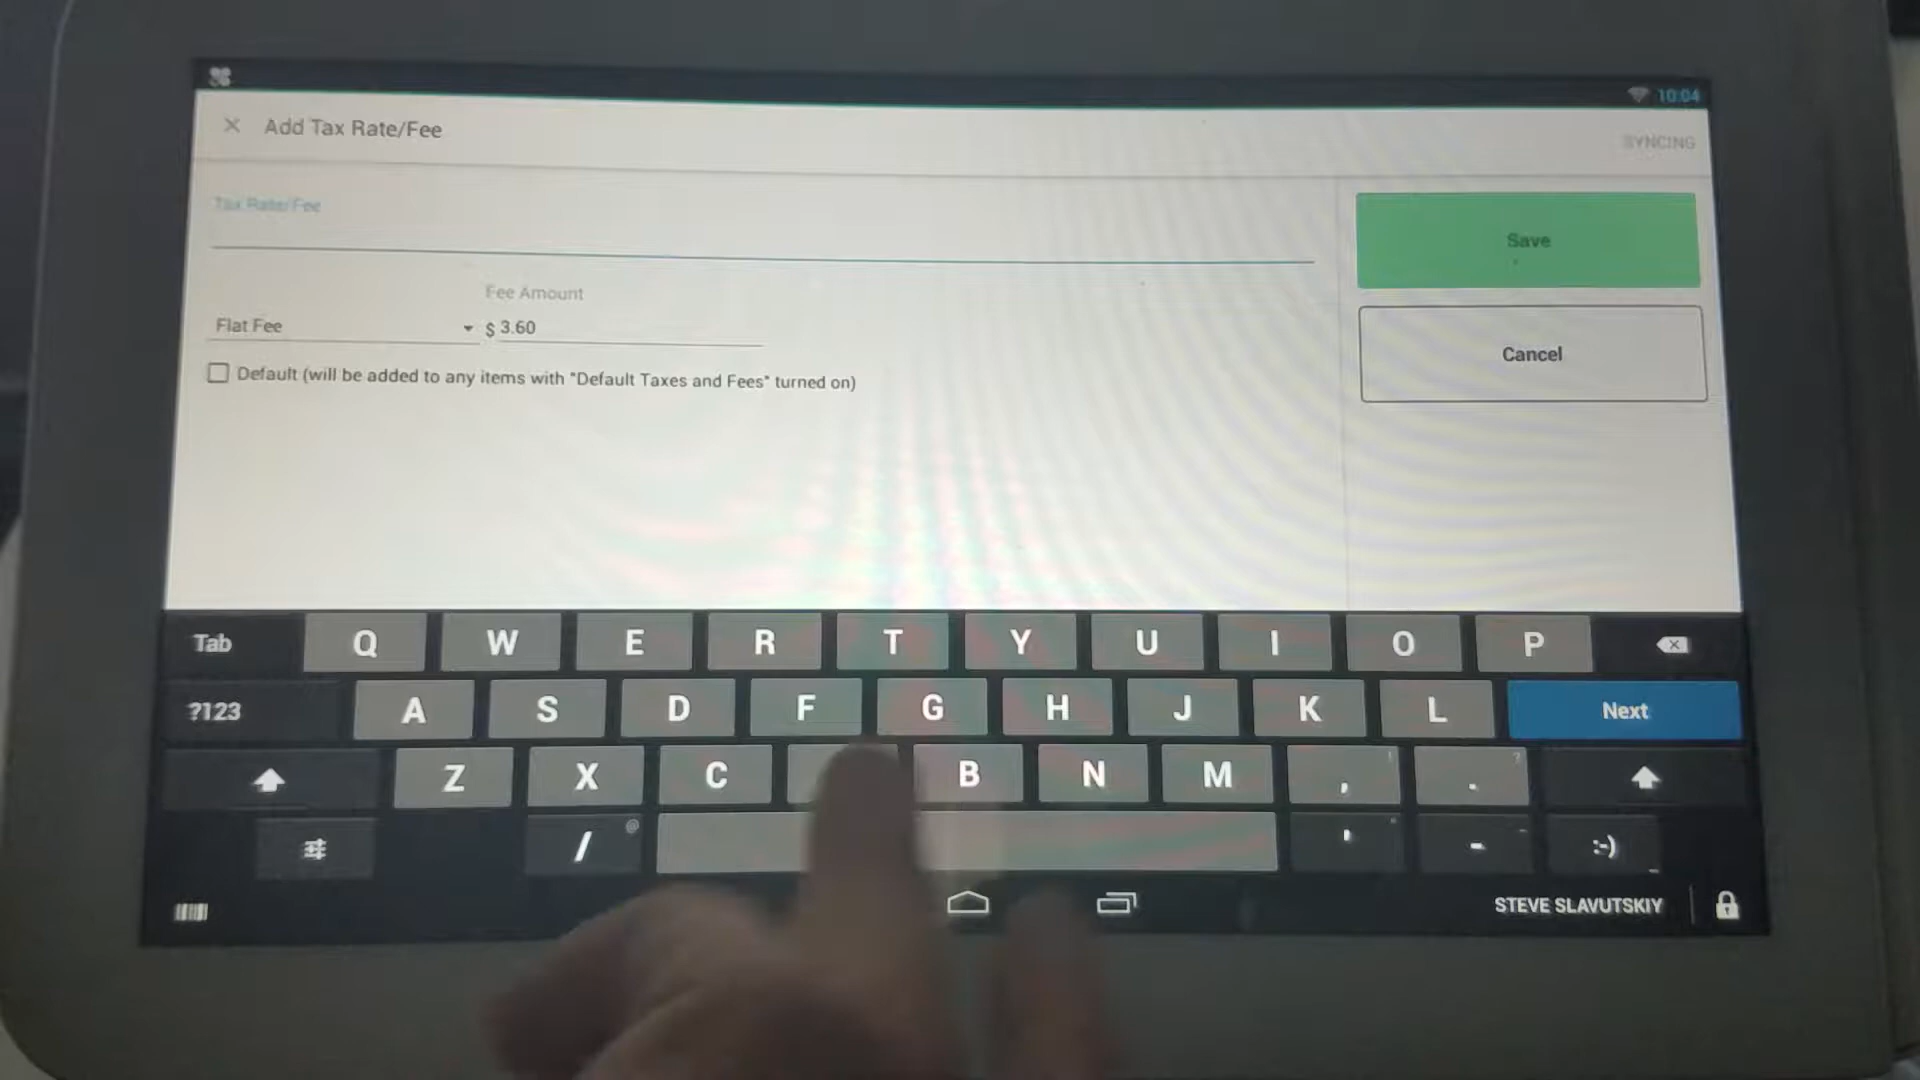 10:04
Add Tax Rate/Fee
SYNCING
Tax Rate/Fee
Save
Fee Amount
Flat Fee
$ 3.60
Cancel
Default (will be added to any items with "Default Taxes and Fees" turned on)
Tab Q W E R T Y U I O P
?123 A S D F G H J K L Next
Z X C B N M , ! . ?
/ @ ' " - _ :-)
STEVE SLAVUTSKIY